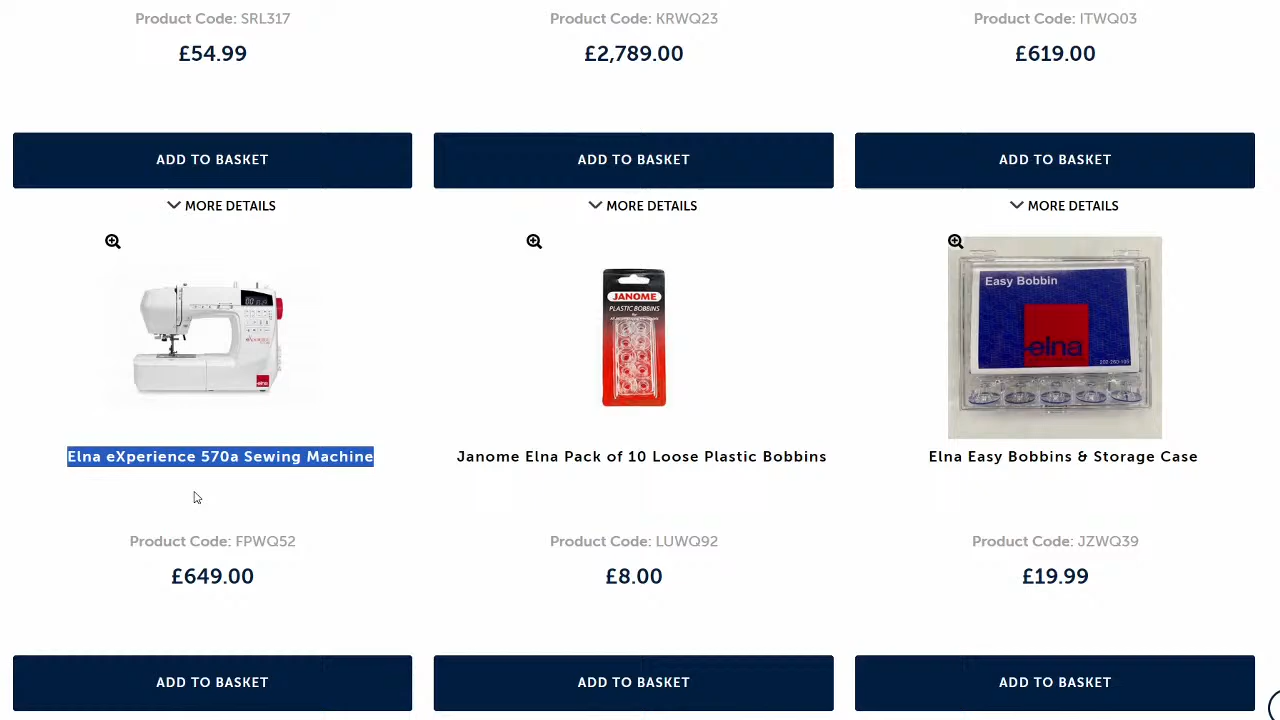 Product Code: SRL317
Product Code: KRWQ23
Product Code: ITWQ03
£54.99
£2,789.00
£619.00
ADD TO BASKET
ADD TO BASKET
ADD TO BASKET
MORE DETAILS
MORE DETAILS
MORE DETAILS
JANOME
PLASTIC BOBBINS
Easy Bobbin
elna
elna
Elna eXperience 570a Sewing Machine
Janome Elna Pack of 10 Loose Plastic Bobbins
Elna Easy Bobbins & Storage Case
Product Code: FPWQ52
Product Code: LUWQ92
Product Code: JZWQ39
£649.00
£8.00
£19.99
ADD TO BASKET
ADD TO BASKET
ADD TO BASKET